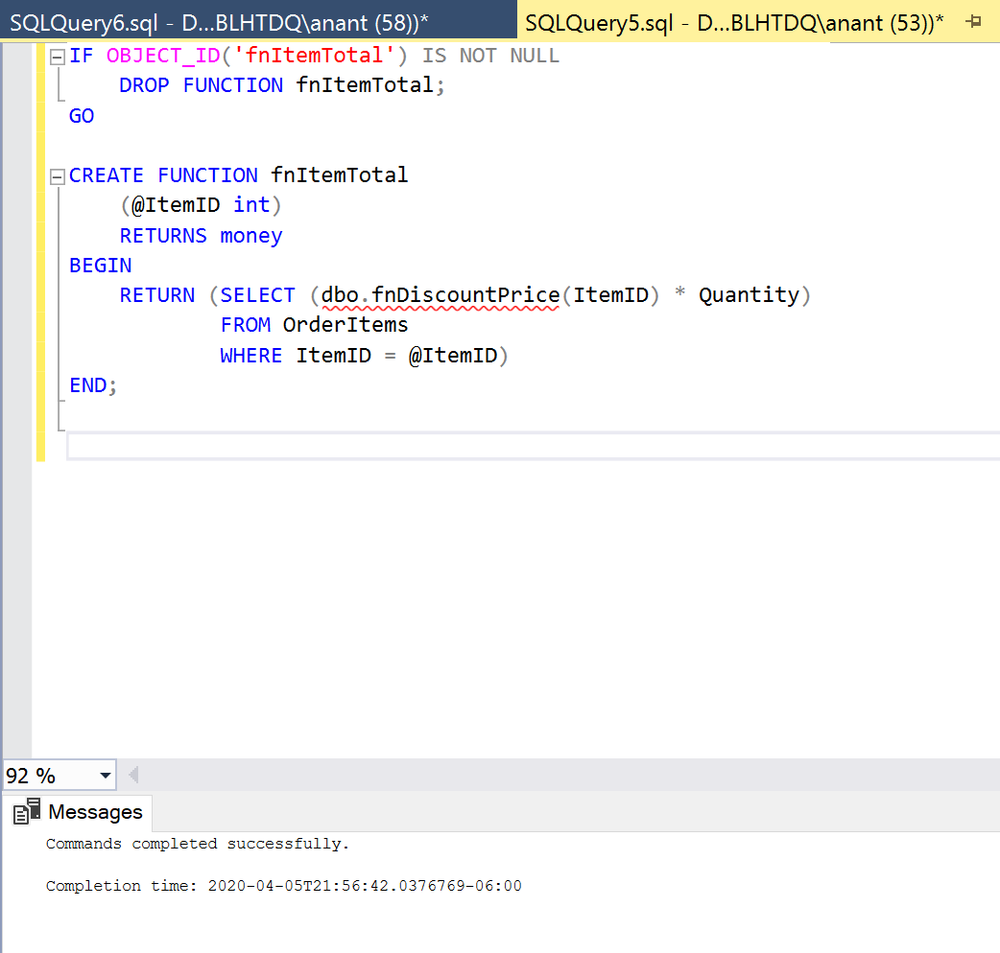 SQLQuery6.sql - D...BLHTDQ\anant (58))* SQLQuery5.sql - D...BLHTDQ\anant (53))*
IF OBJECT_ID('fnItemTotal') IS NOT NULL
    DROP FUNCTION fnItemTotal;
GO

CREATE FUNCTION fnItemTotal
    (@ItemID int)
    RETURNS money
BEGIN
    RETURN (SELECT (dbo.fnDiscountPrice(ItemID) * Quantity)
            FROM OrderItems
            WHERE ItemID = @ItemID)
END;
92 %
Messages
Commands completed successfully.
Completion time: 2020-04-05T21:56:42.0376769-06:00